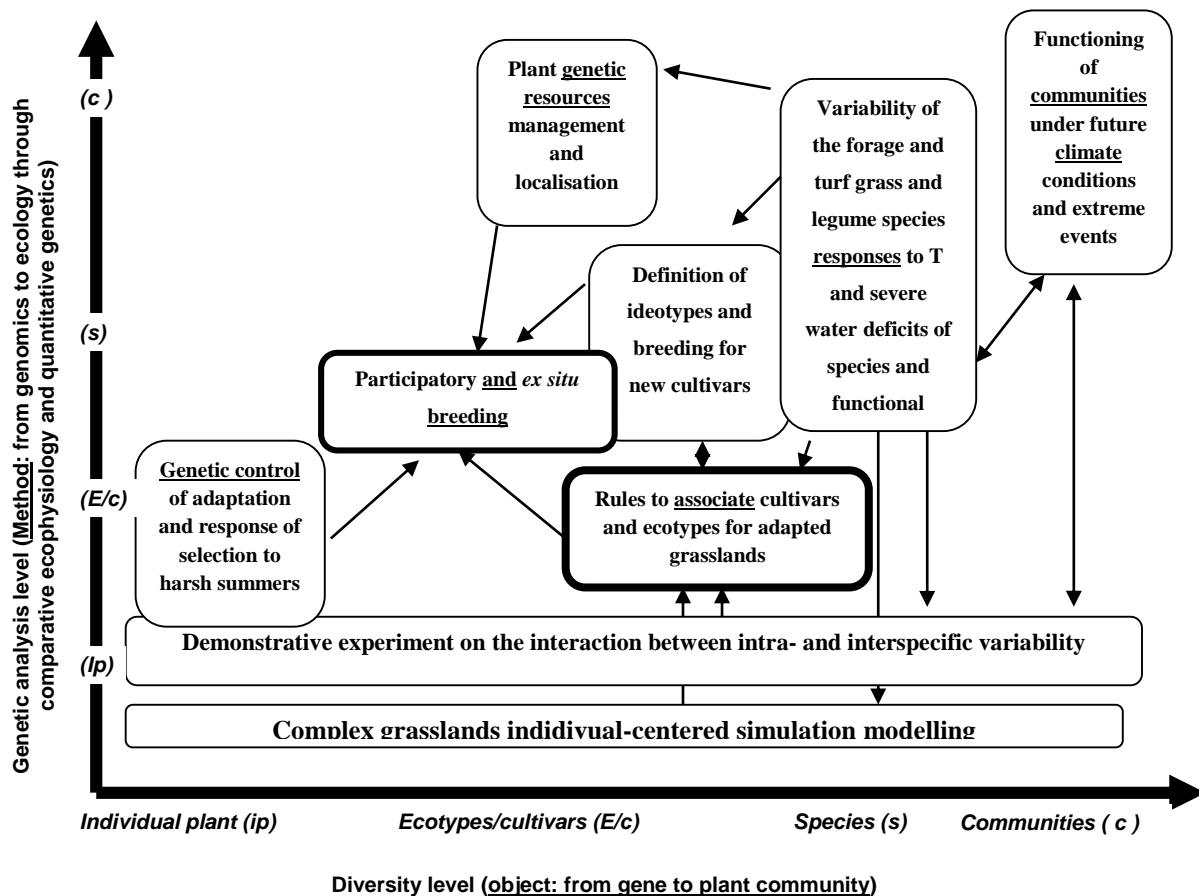 Genetic analysis level (Method: from genomics to ecology through
comparative ecophysiology and quantitative genetics)
(c )
(s)
(E/c)
(Ip)
Plant genetic
resources
management
and
localisation
Variability of
the forage and
turf grass and
legume species
responses to T
and severe
water deficits of
species and
functional
Functioning
of
communities
under future
climate
conditions
and extreme
events
Definition of
ideotypes and
breeding for
new cultivars
Participatory and ex situ
breeding
Genetic control
of adaptation
and response of
selection to
harsh summers
Rules to associate cultivars
and ecotypes for adapted
grasslands
Demonstrative experiment on the interaction between intra- and interspecific variability
Complex grasslands indidivual-centered simulation modelling
Individual plant (ip)
Ecotypes/cultivars (E/c)
Species (s)
Communities ( c )
Diversity level (object: from gene to plant community)